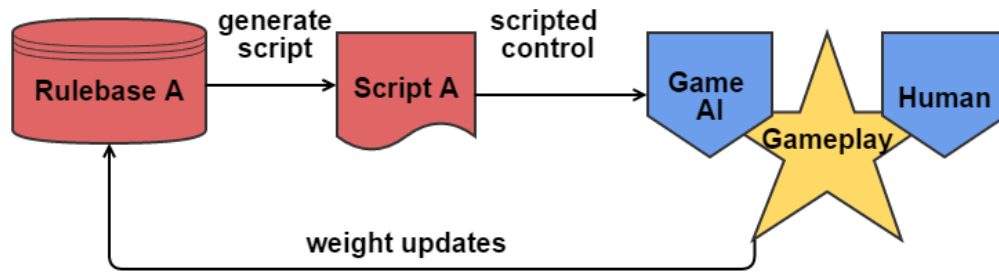 generate
script
scripted
control
Rulebase A
Script A
Game
AI
Human
Gameplay
weight updates